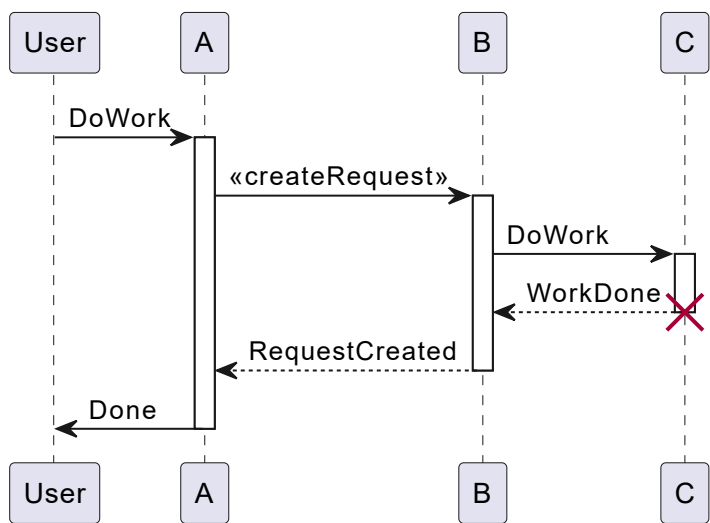 User A B C
DoWork
«createRequest»
DoWork
WorkDone
RequestCreated
Done
User A B C